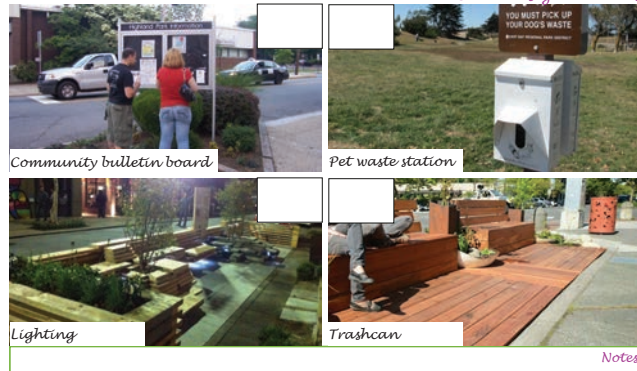 Highland Park Information
YOU MUST PICK UP
YOUR DOG'S WASTE
Community bulletin board
Pet waste station
Lighting
Trashcan
Notes